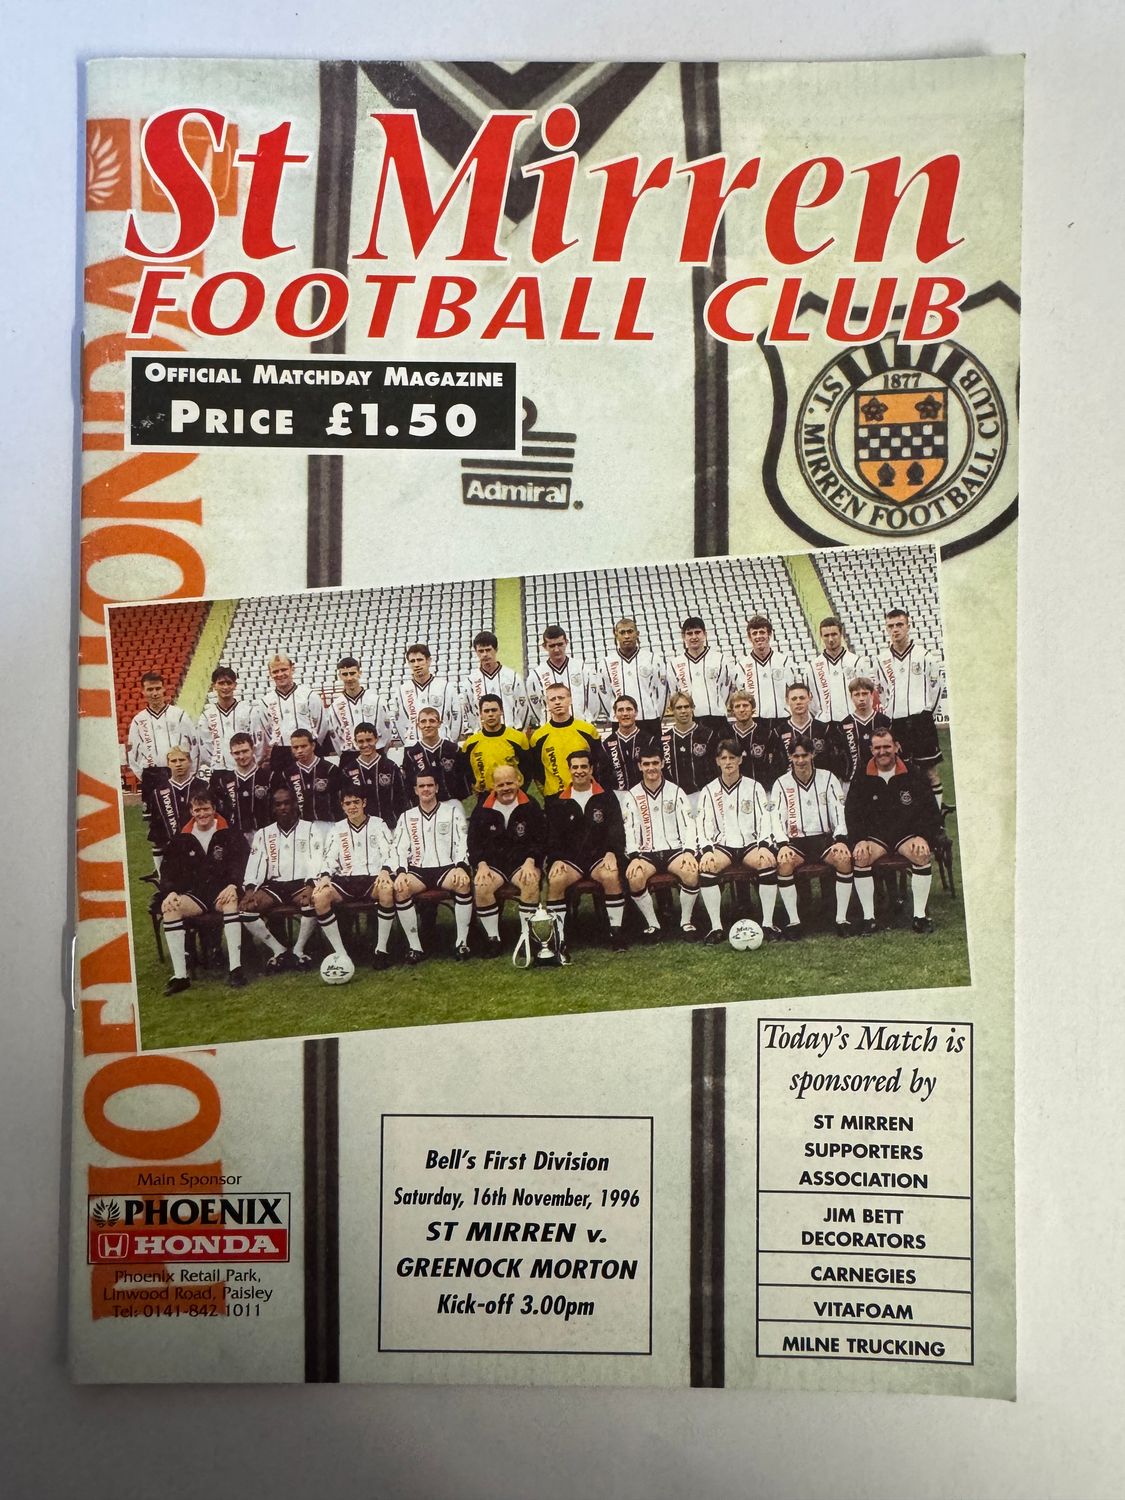 St Mirren
FOOTBALL CLUB
OFFICIAL MATCHDAY MAGAZINE
PRICE £1.50
Admiral
1877
ST. MIRREN FOOTBALL CLUB
Today's Match is
sponsored by
ST MIRREN
SUPPORTERS
ASSOCIATION
JIM BETT
DECORATORS
CARNEGIES
VITAFOAM
MILNE TRUCKING
Bell's First Division
Saturday, 16th November, 1996
ST MIRREN v.
GREENOCK MORTON
Kick-off 3.00pm
Main Sponsor
PHOENIX
HONDA
Phoenix Retail Park,
Linwood Road, Paisley
Tel: 0141-842 1011